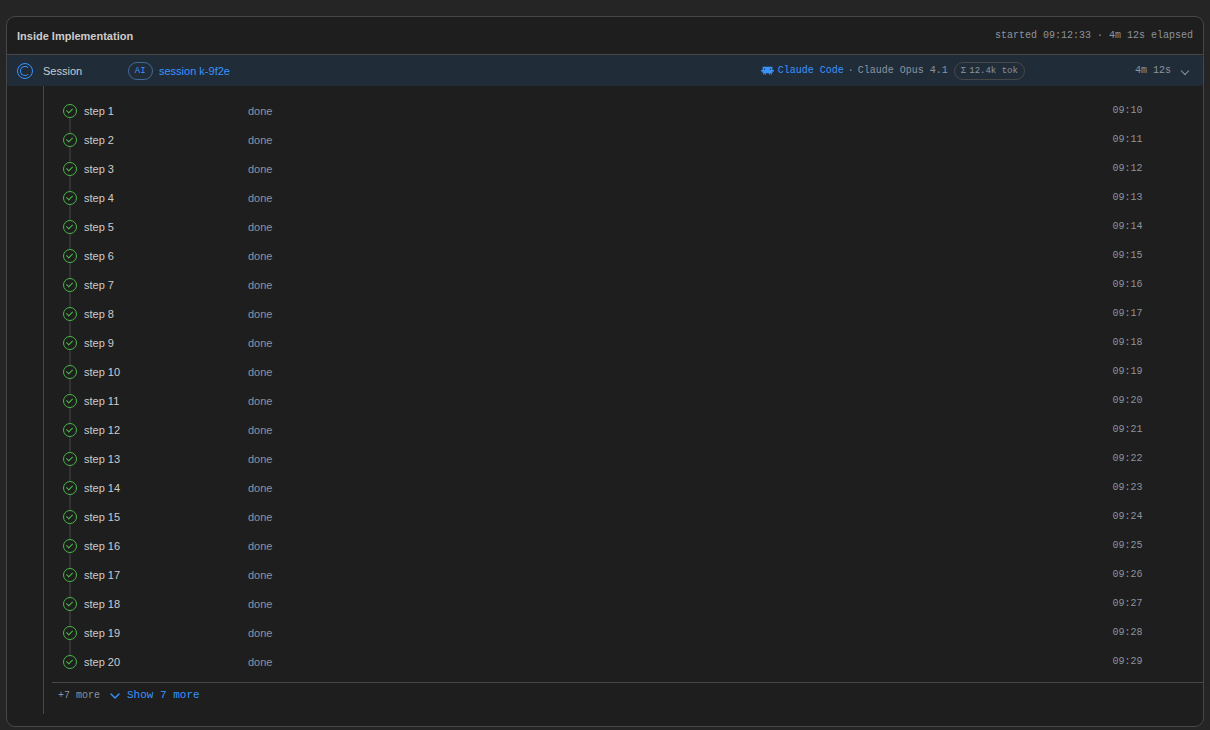 Inside Implementation started 09:12:33 · 4m 12s elapsed
Session AI session k-9f2e Claude Code · Claude Opus 4.1 Σ 12.4k tok 4m 12s
step 1 done 09:10
step 2 done 09:11
step 3 done 09:12
step 4 done 09:13
step 5 done 09:14
step 6 done 09:15
step 7 done 09:16
step 8 done 09:17
step 9 done 09:18
step 10 done 09:19
step 11 done 09:20
step 12 done 09:21
step 13 done 09:22
step 14 done 09:23
step 15 done 09:24
step 16 done 09:25
step 17 done 09:26
step 18 done 09:27
step 19 done 09:28
step 20 done 09:29
+7 more Show 7 more